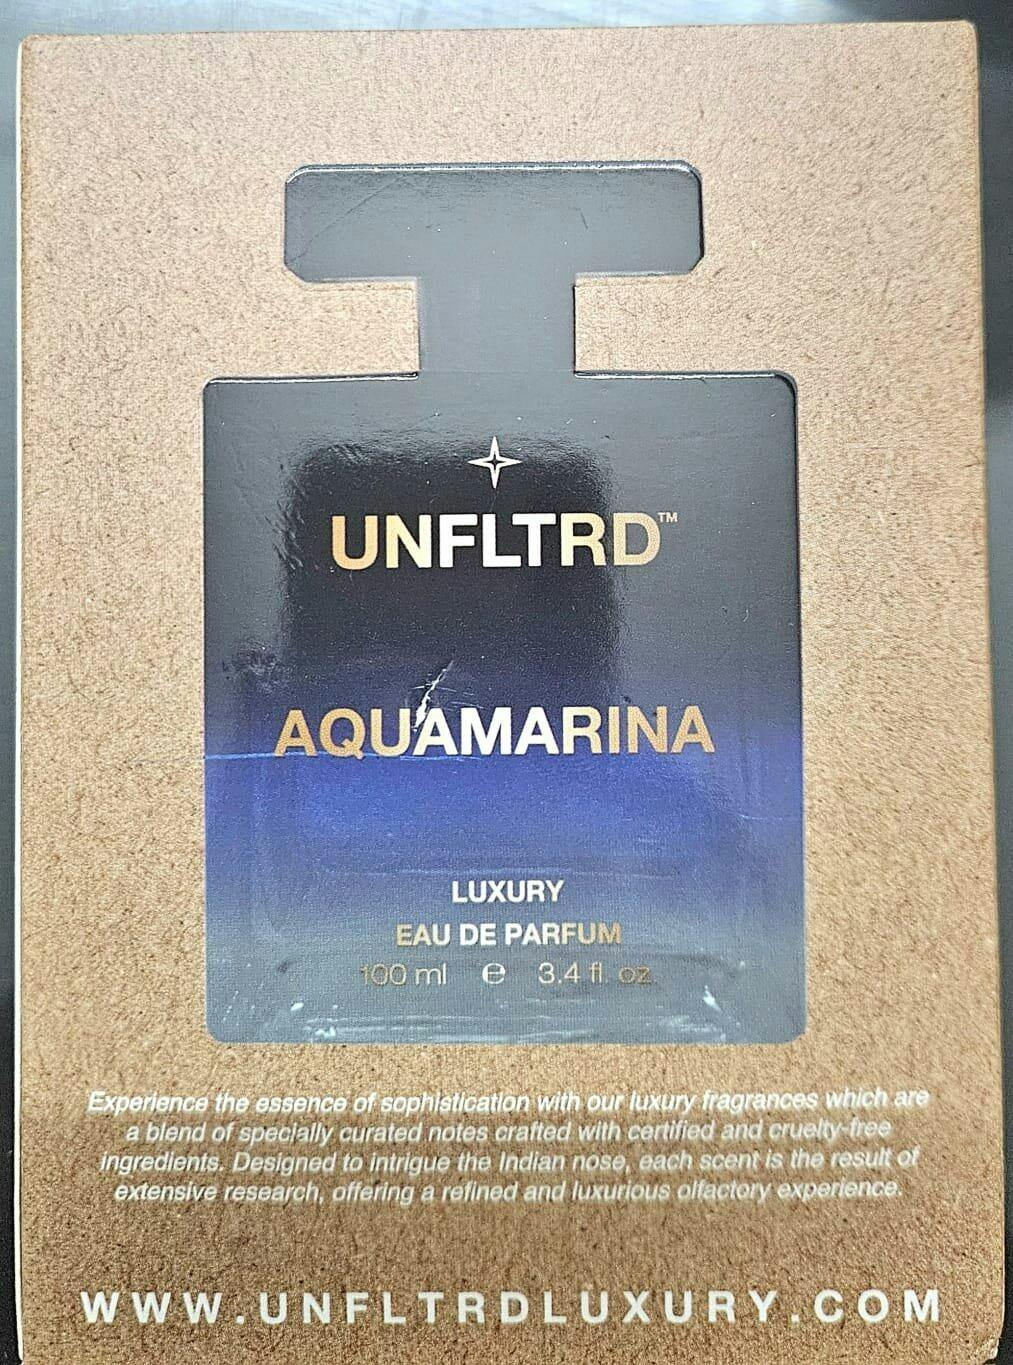 UNFLTRD™
AQUAMARINA
LUXURY
EAU DE PARFUM
100 ml ℮ 3.4 fl. oz
Experience the essence of sophistication with our luxury fragrances which are
a blend of specially curated notes crafted with certified and cruelty-free
ingredients. Designed to intrigue the Indian nose, each scent is the result of
extensive research, offering a refined and luxurious olfactory experience.
WWW.UNFLTRDLUXURY.COM